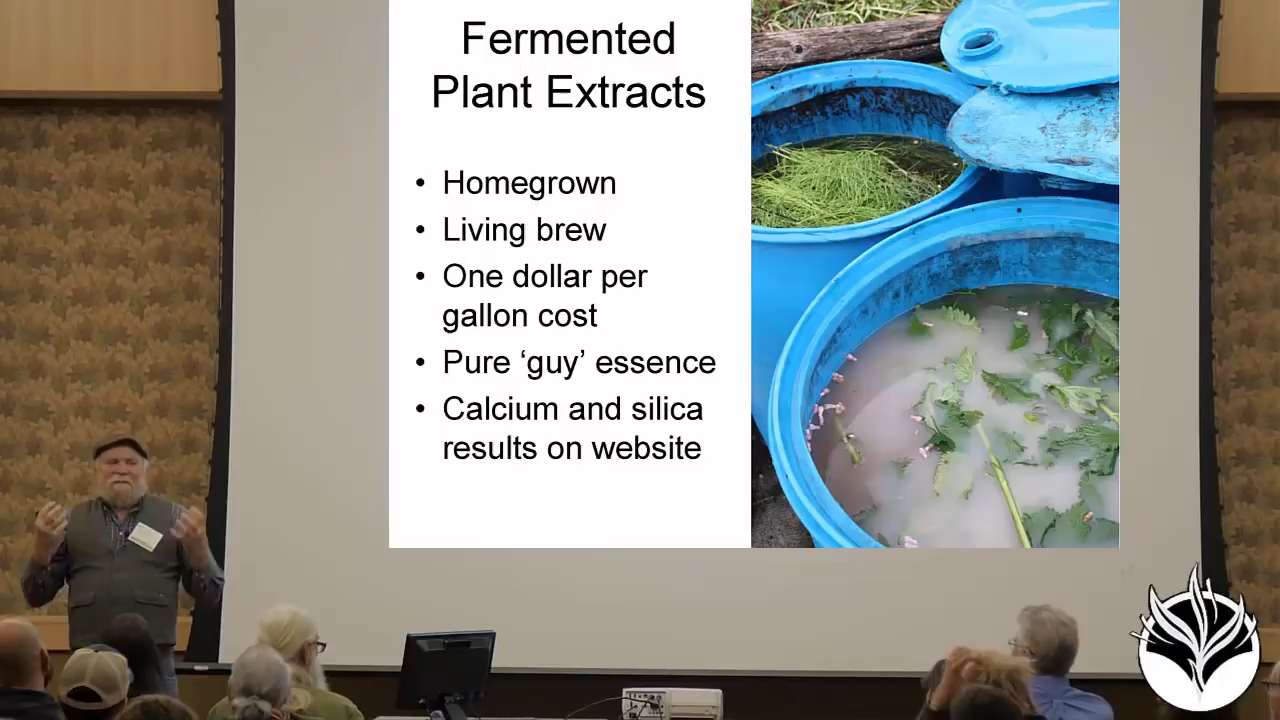 Fermented
Plant Extracts
• Homegrown
• Living brew
• One dollar per
gallon cost
• Pure ‘guy’ essence
• Calcium and silica
results on website